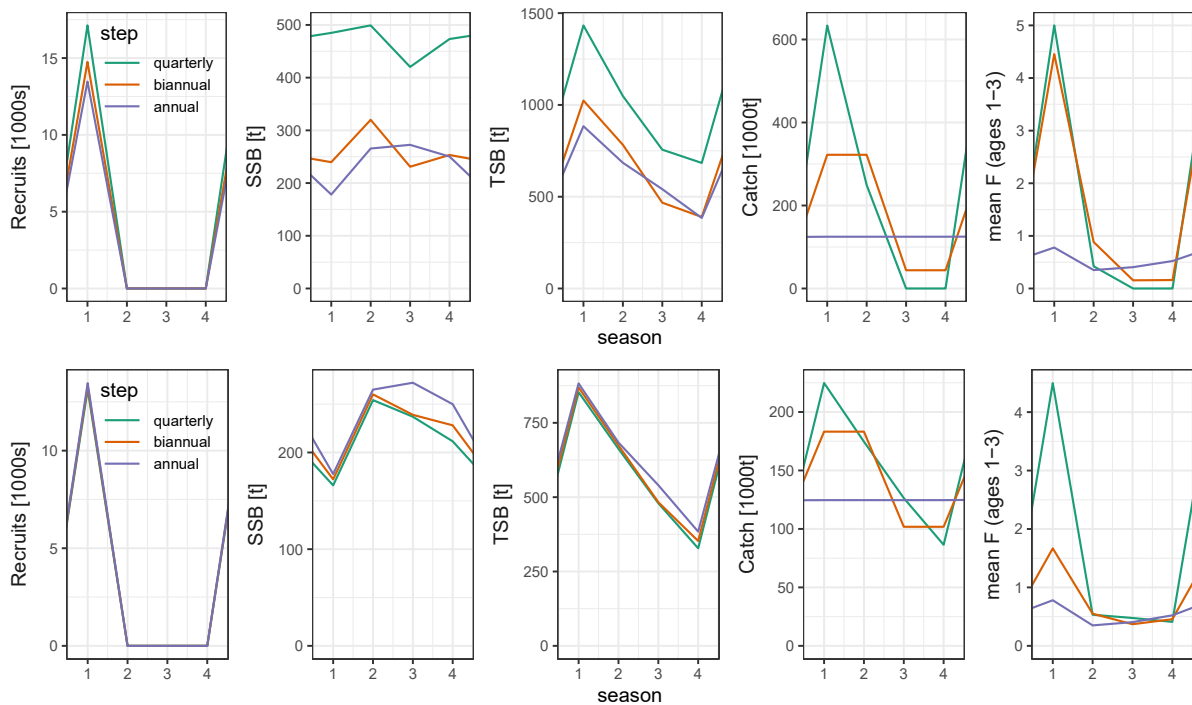 Recruits [1000s]
15
10
5
0
1 2 3 4
step
quarterly
biannual
annual
SSB [t]
500
400
300
200
100
0
1 2 3 4
TSB [t]
1500
1000
500
0
1 2 3 4
season
Catch [1000t]
600
400
200
0
1 2 3 4
mean F (ages 1−3)
5
4
3
2
1
0
1 2 3 4
Recruits [1000s]
10
5
0
1 2 3 4
step
quarterly
biannual
annual
SSB [t]
200
100
0
1 2 3 4
TSB [t]
750
500
250
0
1 2 3 4
season
Catch [1000t]
200
150
100
50
0
1 2 3 4
mean F (ages 1−3)
4
3
2
1
0
1 2 3 4